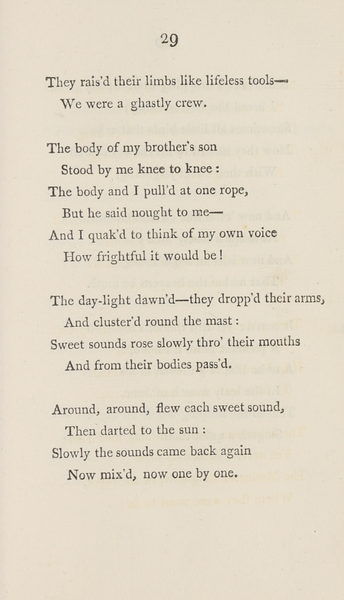 29
They rais'd their limbs like lifeless tools—
We were a ghastly crew.
The body of my brother's son
Stood by me knee to knee :
The body and I pull'd at one rope,
But he said nought to me—
And I quak'd to think of my own voice
How frightful it would be !
The day-light dawn'd—they dropp'd their arms,
And cluster'd round the mast :
Sweet sounds rose slowly thro' their mouths
And from their bodies pass'd.
Around, around, flew each sweet sound,
Then darted to the sun :
Slowly the sounds came back again
Now mix'd, now one by one.